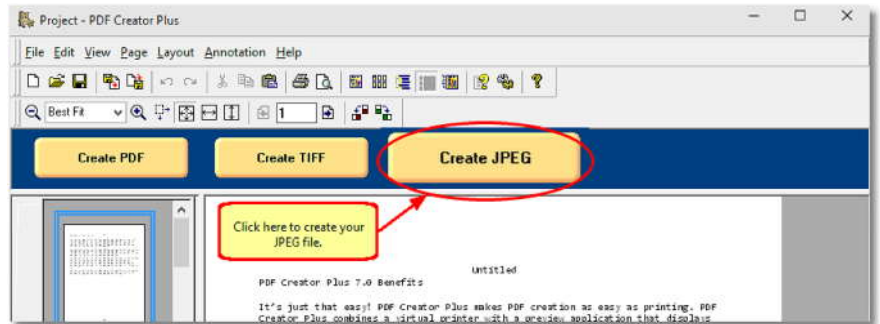 Project - PDF Creator Plus
File Edit View Page Layout Annotation Help
Best Fit
1
Create PDF
Create TIFF
Create JPEG
Click here to create your
JPEG file.
Untitled
PDF Creator Plus 7.0 Benefits
It's just that easy! PDF Creator Plus makes PDF creation as easy as printing. PDF
Creator Plus combines a virtual printer with a preview application that displays